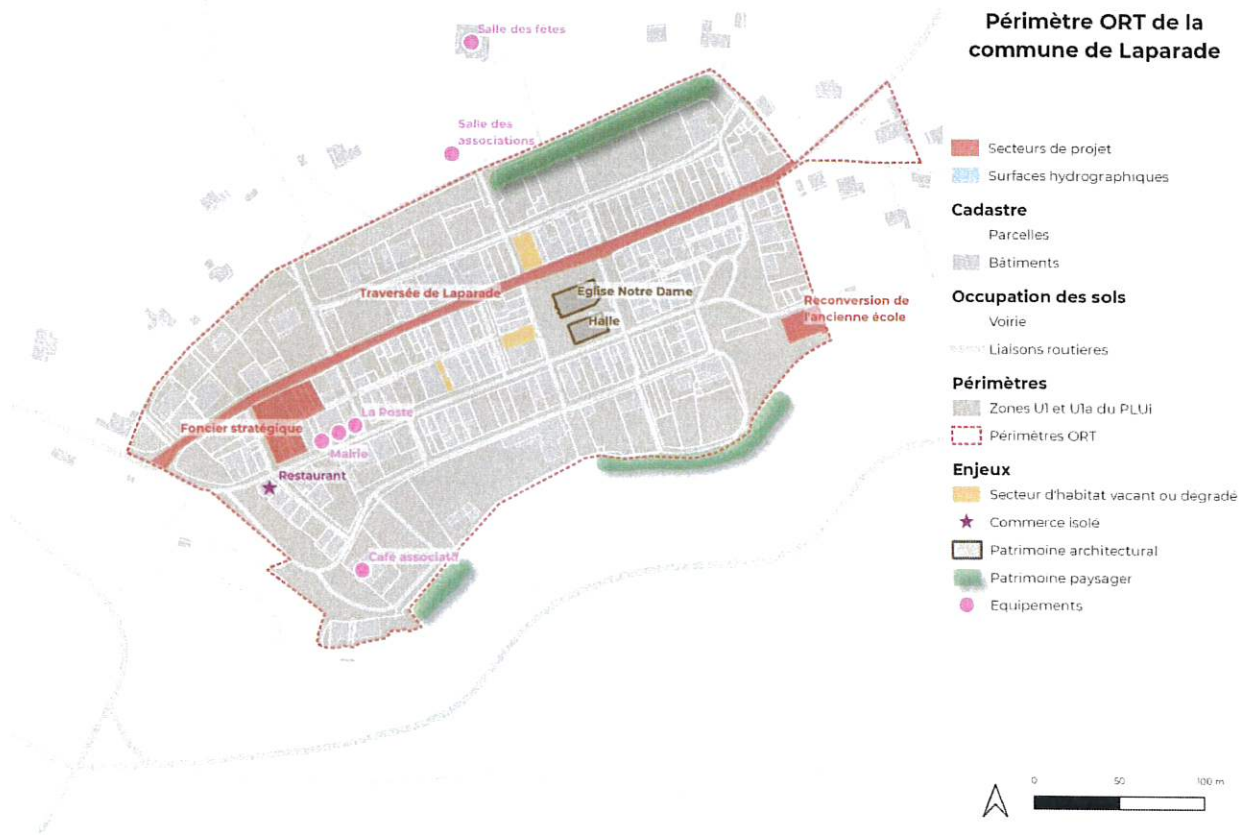 Périmètre ORT de la
commune de Laparade
Salle des fêtes
Salle des
associations
Traversée de Laparade
Eglise Notre Dame
Halle
Reconversion de
l'ancienne école
La Poste
Foncier stratégique
Mairie
Restaurant
Café associatif
Secteurs de projet
Surfaces hydrographiques
Cadastre
Parcelles
Bâtiments
Occupation des sols
Voirie
Liaisons routières
Périmètres
Zones U1 et U1a du PLUi
Périmètres ORT
Enjeux
Secteur d'habitat vacant ou dégradé
Commerce isolé
Patrimoine architectural
Patrimoine paysager
Equipements
0 50 100 m